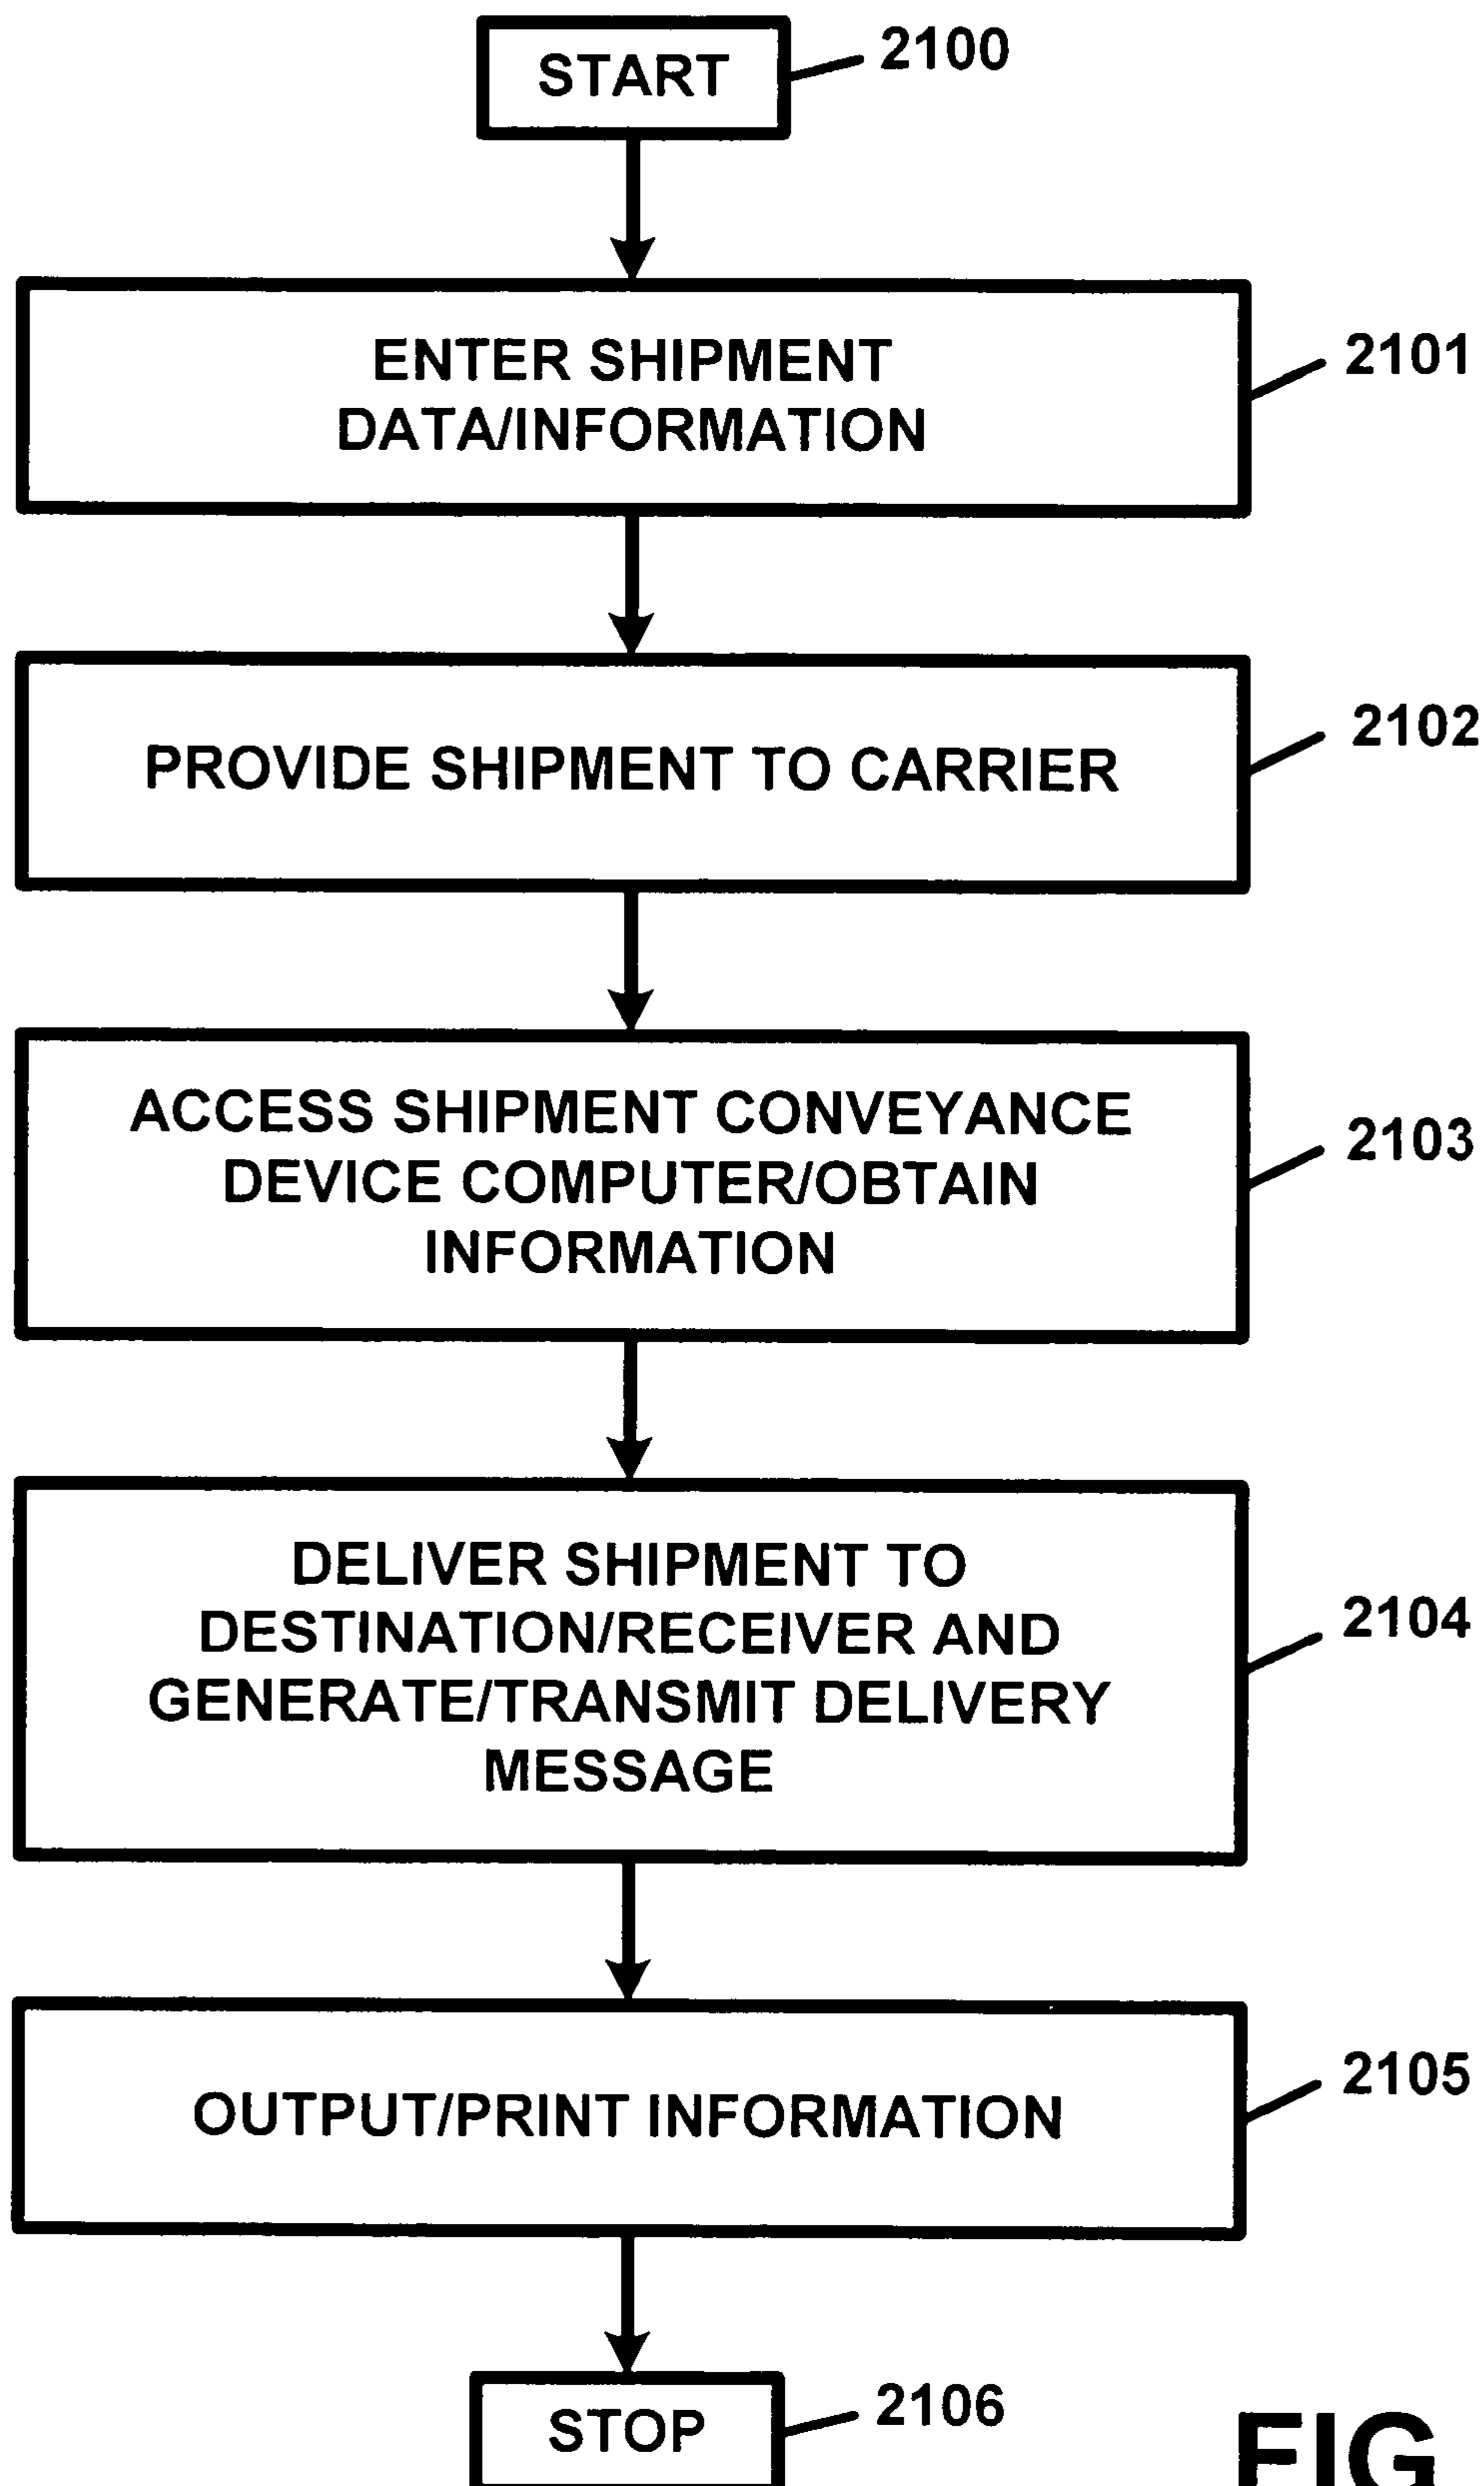 START
2100
ENTER SHIPMENT
DATA/INFORMATION
2101
PROVIDE SHIPMENT TO CARRIER
2102
ACCESS SHIPMENT CONVEYANCE
DEVICE COMPUTER/OBTAIN
INFORMATION
2103
DELIVER SHIPMENT TO
DESTINATION/RECEIVER AND
GENERATE/TRANSMIT DELIVERY
MESSAGE
2104
OUTPUT/PRINT INFORMATION
2105
STOP
2106
FIG